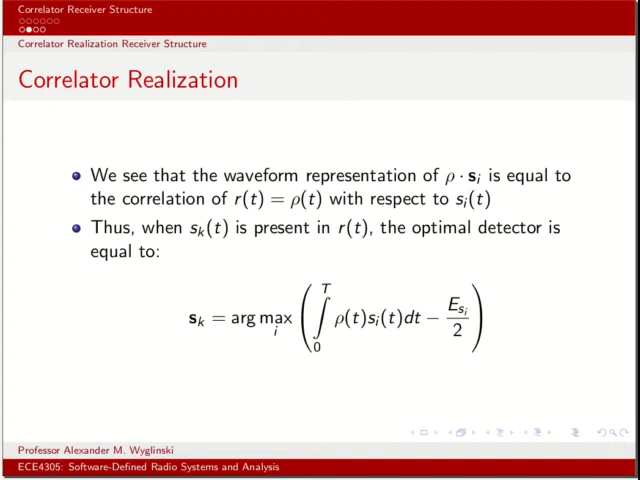 Correlator Receiver Structure
Correlator Realization Receiver Structure
Correlator Realization
We see that the waveform representation of ρ · s_i is equal to
the correlation of r(t) = ρ(t) with respect to s_i(t)
Thus, when s_k(t) is present in r(t), the optimal detector is
equal to:
s_k = arg max_i ( ∫_0^T ρ(t)s_i(t)dt − E_{s_i}/2 )
Professor Alexander M. Wyglinski
ECE4305: Software-Defined Radio Systems and Analysis